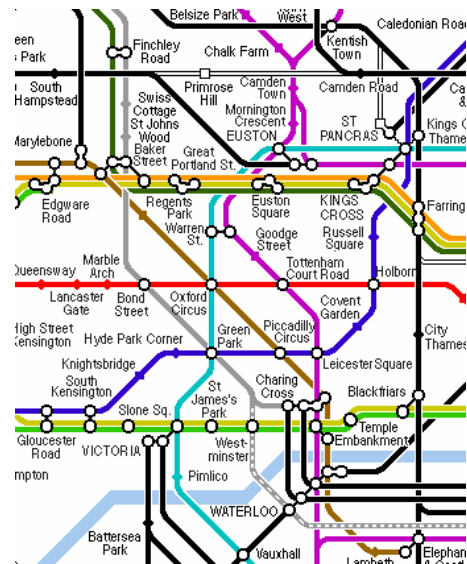 Belsize Park
West
Caledonian Road
Kentish
Town
Finchley
Road
Chalk Farm
Park
South
Hampstead
Primrose
Hill
Camden
Town
Camden Road
Swiss
Cottage
St Johns
Wood
Baker
Street
Mornington
Crescent
EUSTON
ST
PANCRAS
Kings C
Thame
Marylebone
Great
Portland St.
Edgware
Road
Regents
Park
Euston
Square
KINGS
CROSS
Farring
Warren
St.
Goodge
Street
Russell
Square
Marble
Arch
Queensway
Lancaster
Gate
Bond
Street
Oxford
Circus
Tottenham
Court Road
Holborn
Covent
Garden
High Street
Kensington
Hyde Park Corner
Green
Park
Piccadilly
Circus
City
Thames
Knightsbridge
Leicester Square
South
Kensington
St
James's
Park
Charing
Cross
Blackfriars
Slone Sq.
Gloucester
Road
VICTORIA
West-
minster
Temple
Embankment
mpton
Pimlico
WATERLOO
Battersea
Park
Vauxhall
Lambeth
Elephan